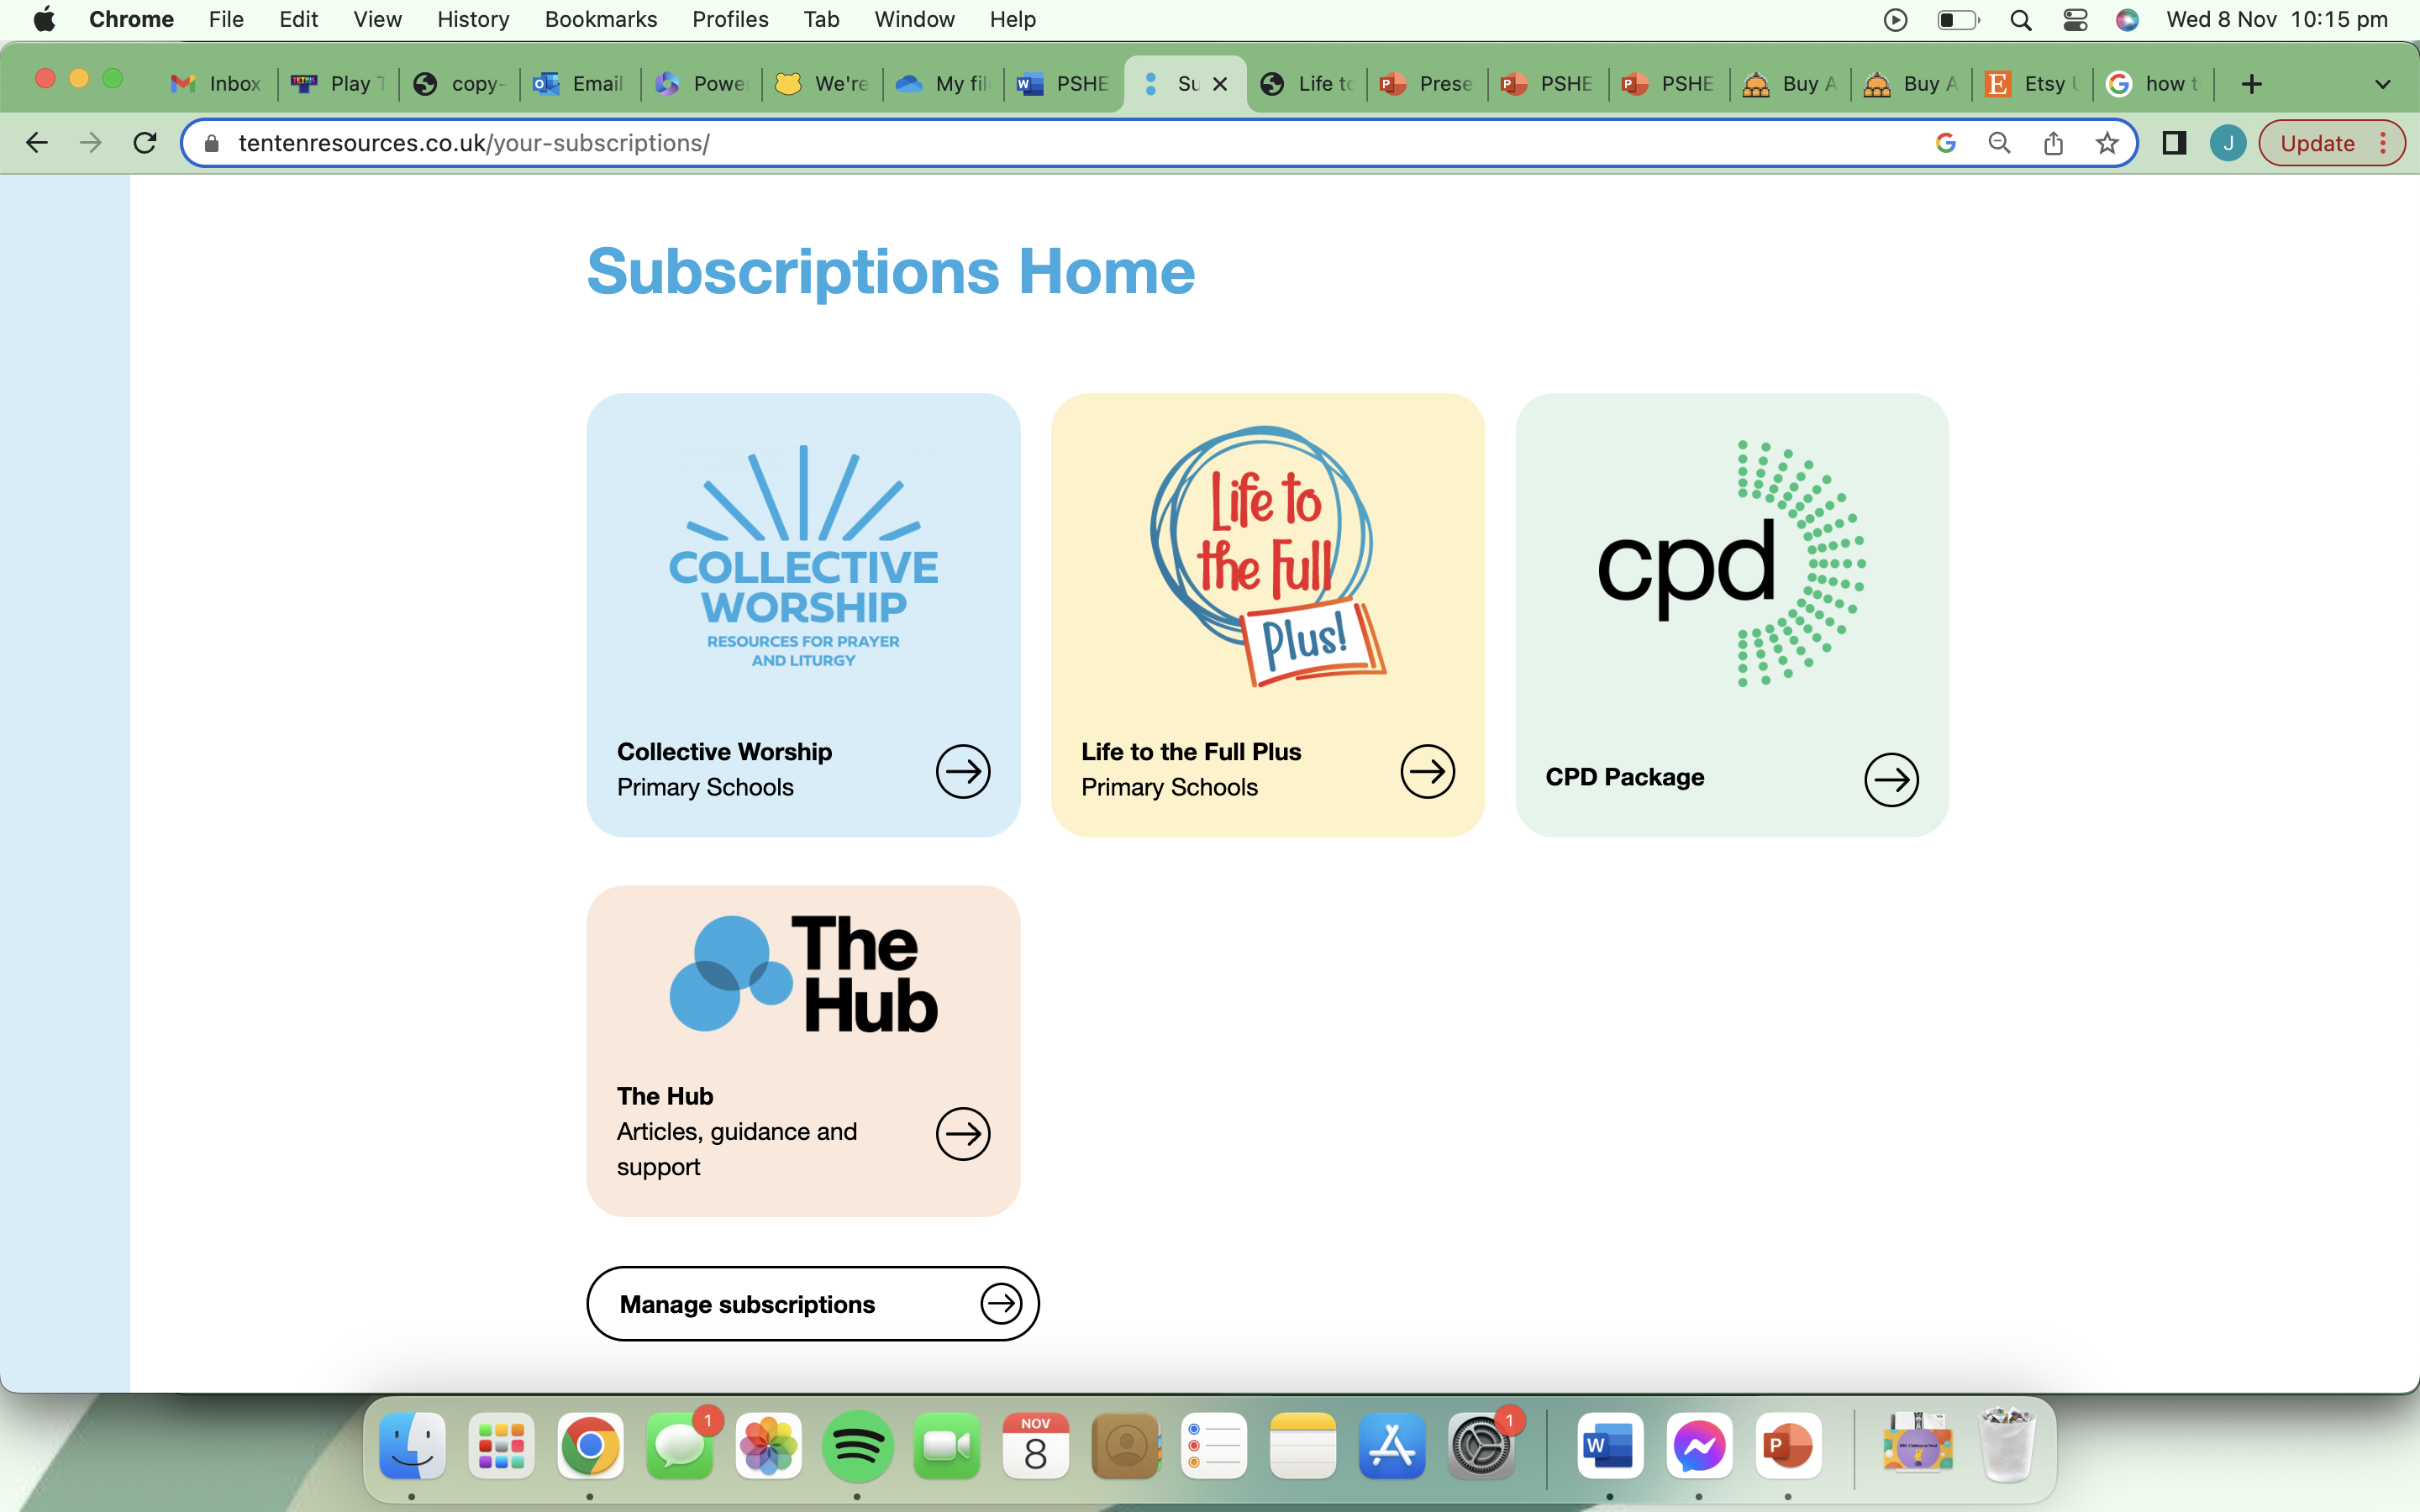 Chrome File Edit View History Bookmarks Profiles Tab Window Help Wed 8 Nov 10:15 pm
Inbox Play T copy- Email Powe We're My fil PSHE Su Life to Prese PSHE PSHE Buy A Buy A Etsy U how t
tentenresources.co.uk/your-subscriptions/ J Update
Subscriptions Home
COLLECTIVE
WORSHIP
RESOURCES FOR PRAYER
AND LITURGY
Collective Worship
Primary Schools
Life to
the Full
Plus!
Life to the Full Plus
Primary Schools
cpd
CPD Package
The
Hub
The Hub
Articles, guidance and
support
Manage subscriptions
1
NOV
8
1
W
P